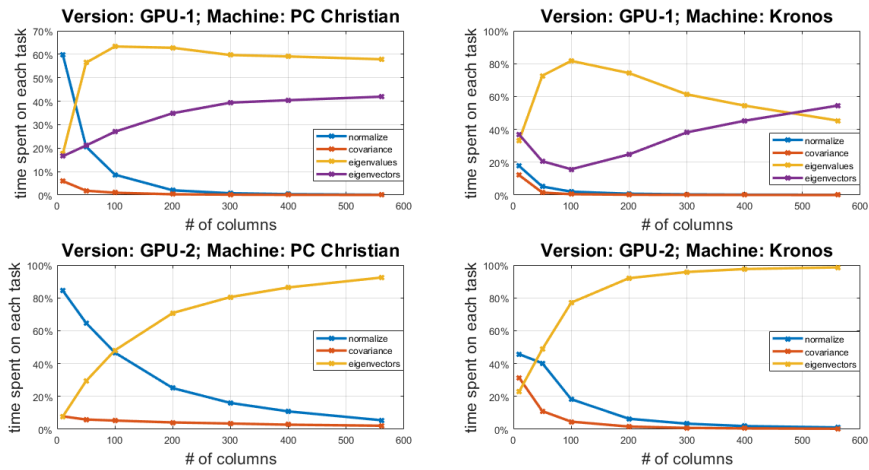 Version: GPU-1; Machine: PC Christian
time spent on each task
70%
60%
50%
40%
30%
20%
10%
0%
normalize
covariance
eigenvalues
eigenvectors
0 100 200 300 400 500 600
# of columns
Version: GPU-1; Machine: Kronos
time spent on each task
100%
80%
60%
40%
20%
0%
normalize
covariance
eigenvalues
eigenvectors
0 100 200 300 400 500 600
# of columns
Version: GPU-2; Machine: PC Christian
time spent on each task
100%
80%
60%
40%
20%
0%
normalize
covariance
eigenvectors
0 100 200 300 400 500 600
# of columns
Version: GPU-2; Machine: Kronos
time spent on each task
100%
80%
60%
40%
20%
0%
normalize
covariance
eigenvectors
0 100 200 300 400 500 600
# of columns